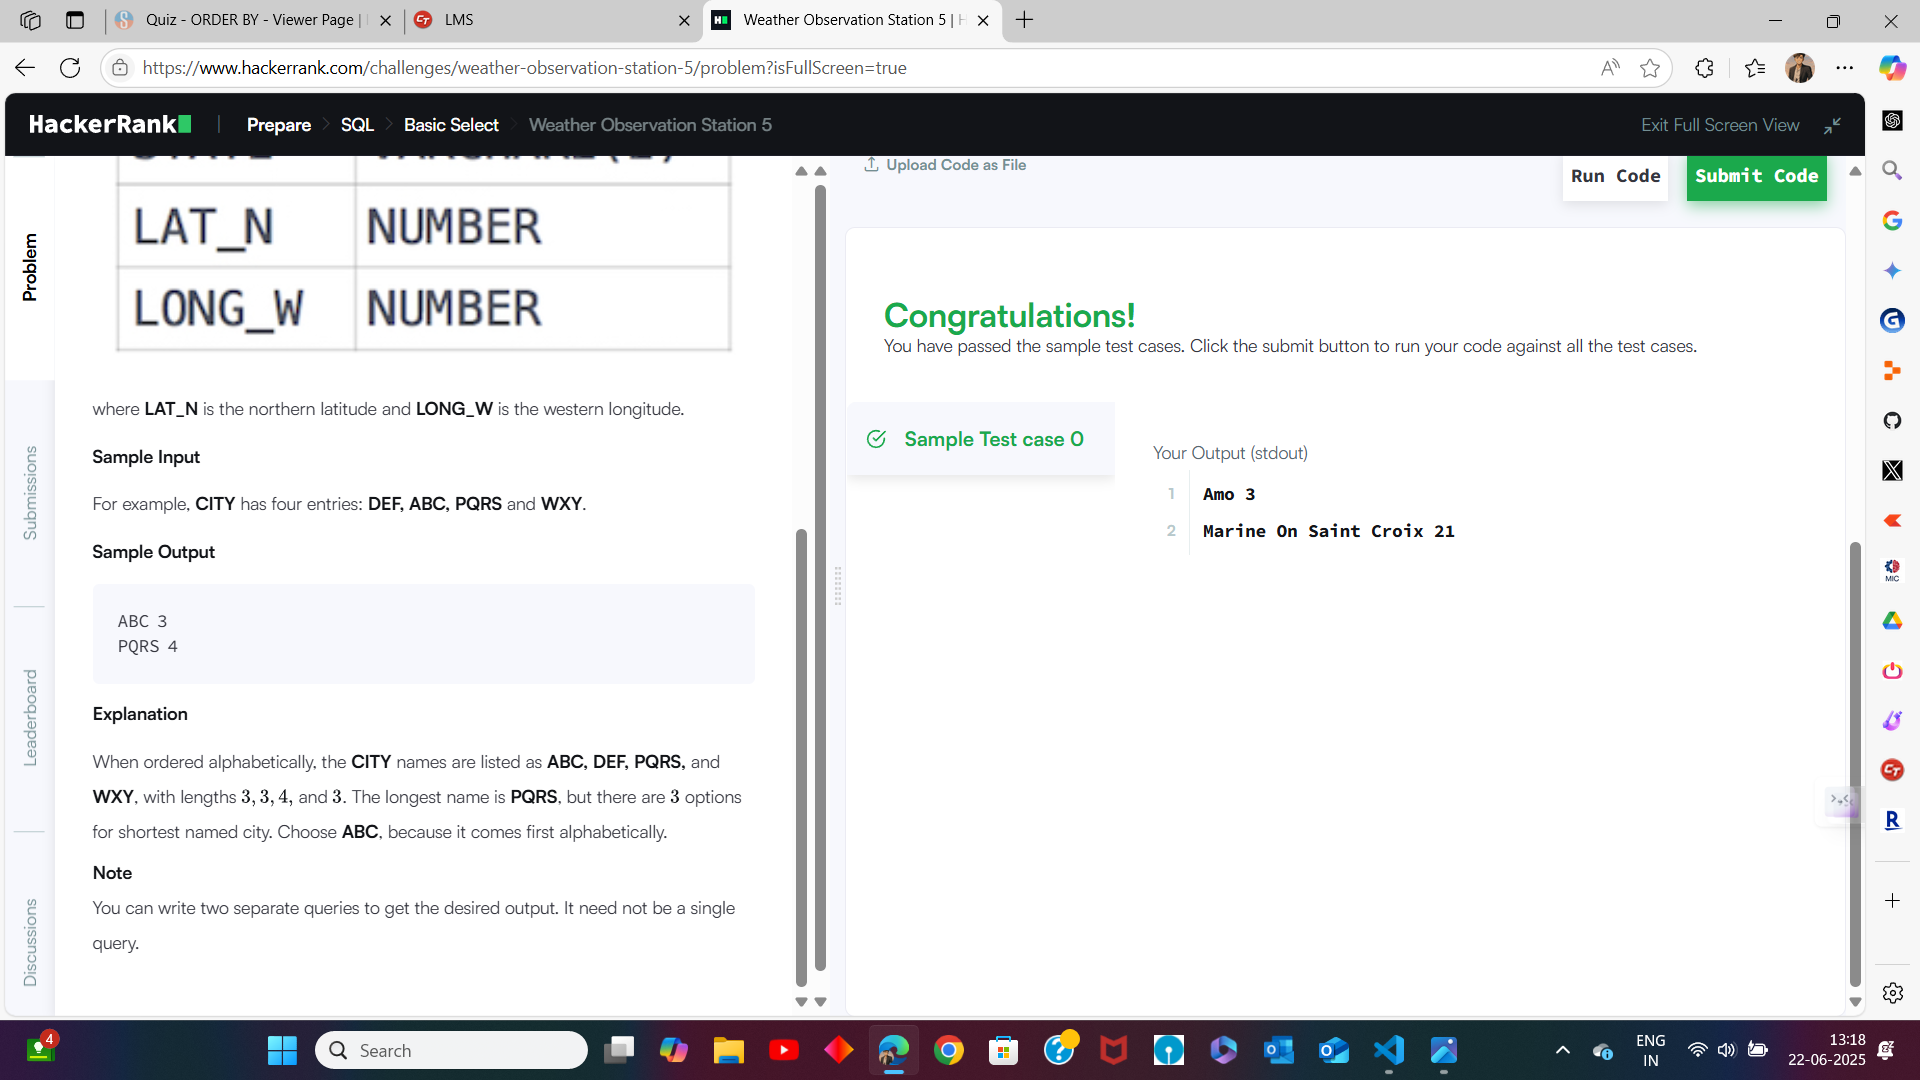 Quiz - ORDER BY - Viewer Page |
LMS
Weather Observation Station 5 | H
https://www.hackerrank.com/challenges/weather-observation-station-5/problem?isFullScreen=true
HackerRank
Prepare
SQL
Basic Select
Weather Observation Station 5
Exit Full Screen View
Problem
Submissions
Leaderboard
Discussions
LAT_N NUMBER
LONG_W NUMBER
where LAT_N is the northern latitude and LONG_W is the western longitude.
Sample Input
For example, CITY has four entries: DEF, ABC, PQRS and WXY.
Sample Output
ABC 3
PQRS 4
Explanation
When ordered alphabetically, the CITY names are listed as ABC, DEF, PQRS, and
WXY, with lengths 3, 3, 4, and 3. The longest name is PQRS, but there are 3 options
for shortest named city. Choose ABC, because it comes first alphabetically.
Note
You can write two separate queries to get the desired output. It need not be a single
query.
Upload Code as File
Run Code
Submit Code
Congratulations!
You have passed the sample test cases. Click the submit button to run your code against all the test cases.
Sample Test case 0
Your Output (stdout)
1 Amo 3
2 Marine On Saint Croix 21
MIC
CT
R
4
Search
ENG
IN
13:18
22-06-2025